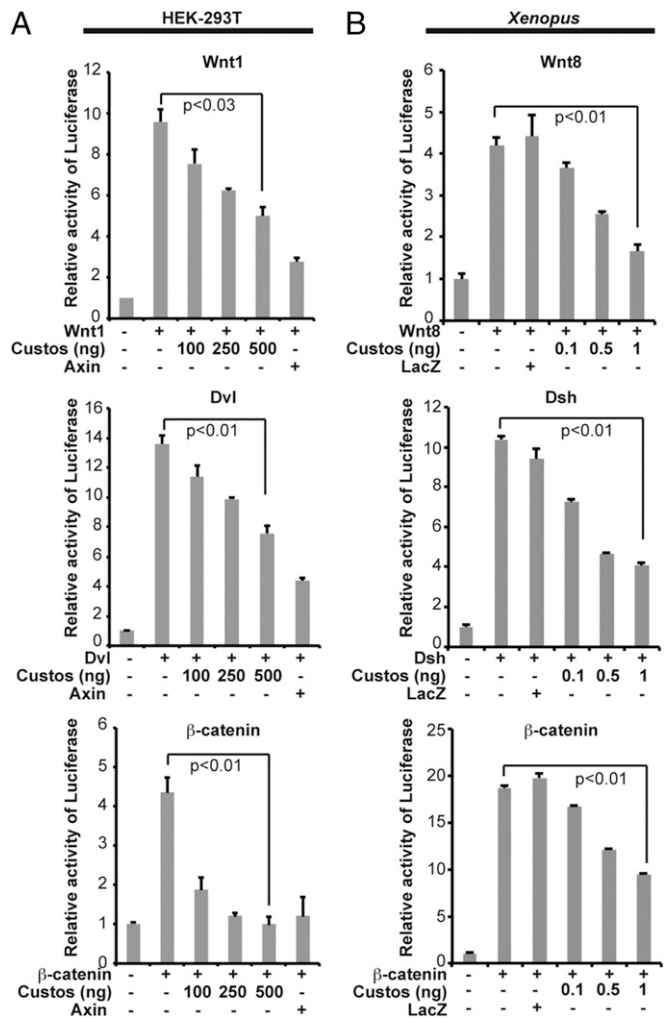 A
HEK-293T
Wnt1
Relative activity of Luciferase
12
10
8
6
4
2
0
p<0.03
Wnt1 - + + + + +
Custos (ng) - - 100 250 500 -
Axin - - - - - +
Dvl
Relative activity of Luciferase
16
14
12
10
8
6
4
2
0
p<0.01
Dvl - + + + + +
Custos (ng) - - 100 250 500 -
Axin - - - - - +
β-catenin
Relative activity of Luciferase
6
5
4
3
2
1
0
p<0.01
β-catenin - + + + + +
Custos (ng) - - 100 250 500 -
Axin - - - - - +
B
Xenopus
Wnt8
Relative activity of Luciferase
6
5
4
3
2
1
0
p<0.01
Wnt8 - + + + + +
Custos (ng) - - - 0.1 0.5 1
LacZ - - + - - -
Dsh
Relative activity of Luciferase
12
10
8
6
4
2
0
p<0.01
Dsh - + + + + +
Custos (ng) - - - 0.1 0.5 1
LacZ - - + - - -
β-catenin
Relative activity of Luciferase
25
20
15
10
5
0
p<0.01
β-catenin - + + + + +
Custos (ng) - - - 0.1 0.5 1
LacZ - - + - - -